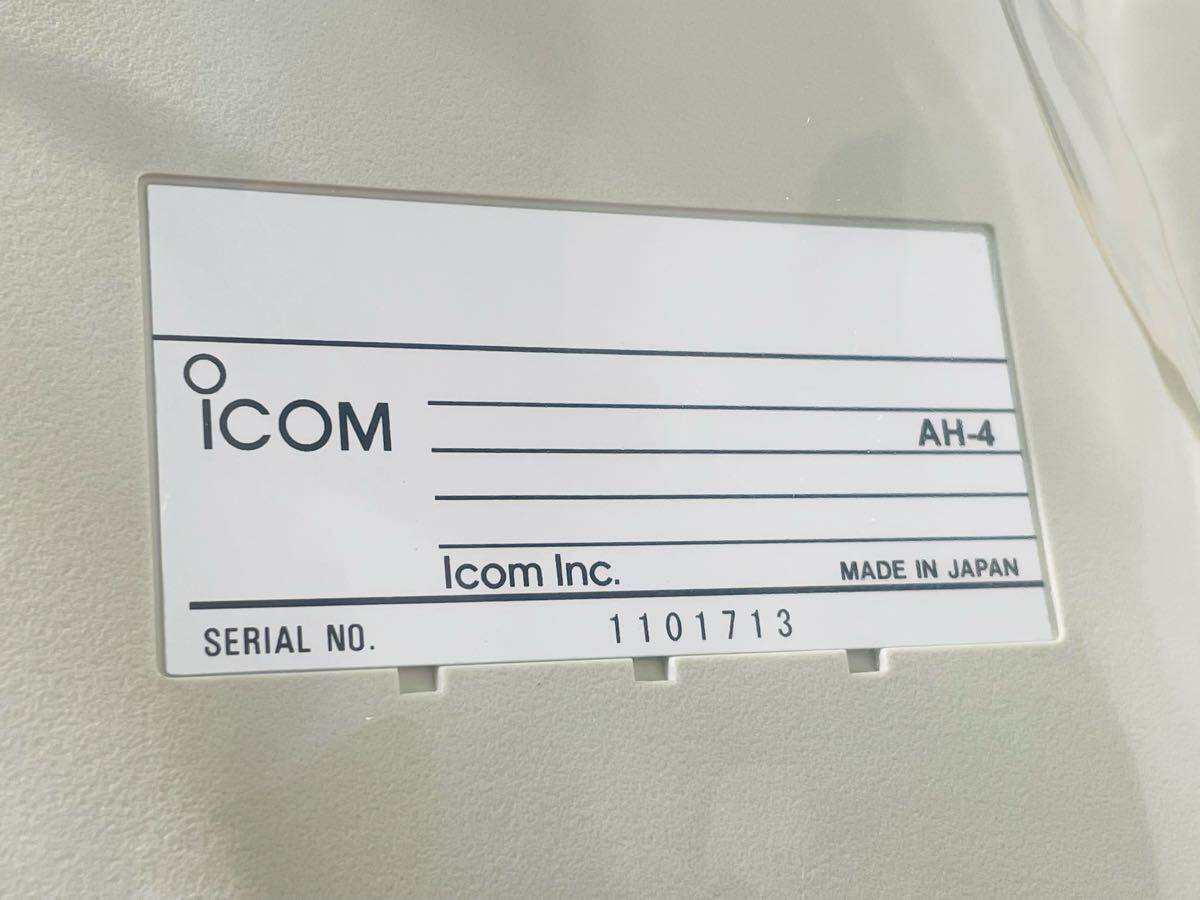 iCOM
AH-4
Icom Inc. MADE IN JAPAN
SERIAL NO. 1101713